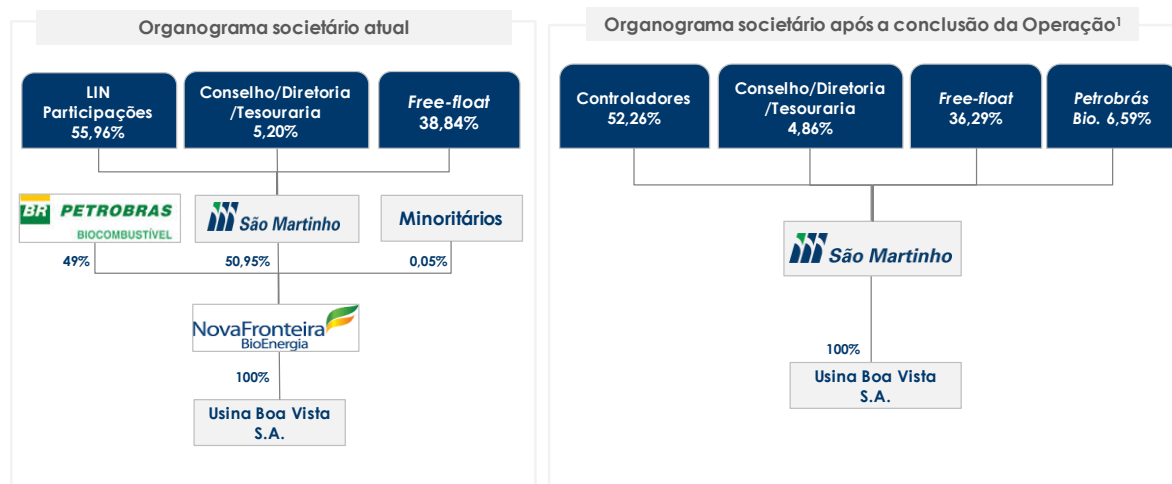 Organograma societário atual
LIN
Participações
55,96%
Conselho/Diretoria
/Tesouraria
5,20%
Free-float
38,84%
BR PETROBRAS
BIOCOMBUSTÍVEL
São Martinho
Minoritários
49%
50,95%
0,05%
NovaFronteira
BioEnergia
100%
Usina Boa Vista
S.A.
Organograma societário após a conclusão da Operação¹
Controladores
52,26%
Conselho/Diretoria
/Tesouraria
4,86%
Free-float
36,29%
Petrobrás
Bio. 6,59%
São Martinho
100%
Usina Boa Vista
S.A.